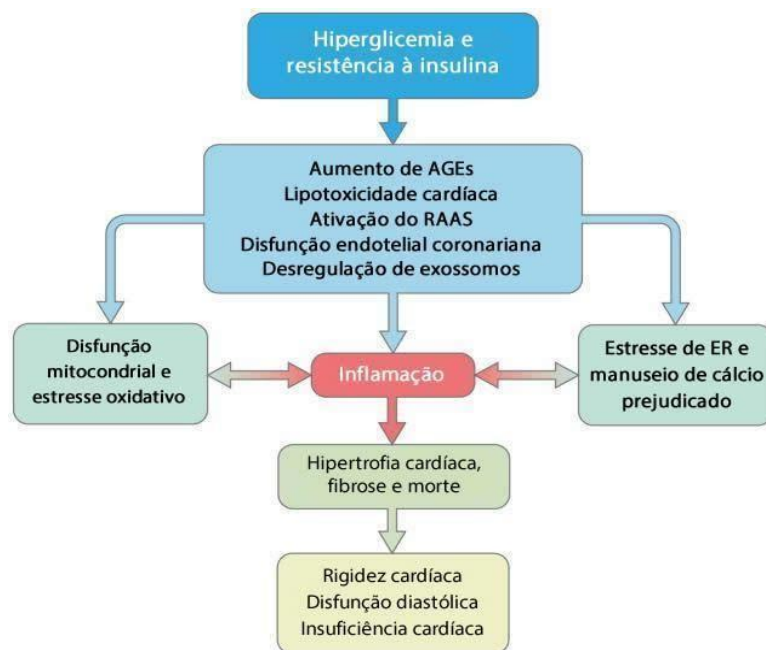 Hiperglicemia e
resistência à insulina
Aumento de AGEs
Lipotoxicidade cardíaca
Ativação do RAAS
Disfunção endotelial coronariana
Desregulação de exossomos
Disfunção
mitocondrial e
estresse oxidativo
Inflamação
Estresse de ER e
manuseio de cálcio
prejudicado
Hipertrofia cardíaca,
fibrose e morte
Rigidez cardíaca
Disfunção diastólica
Insuficiência cardíaca